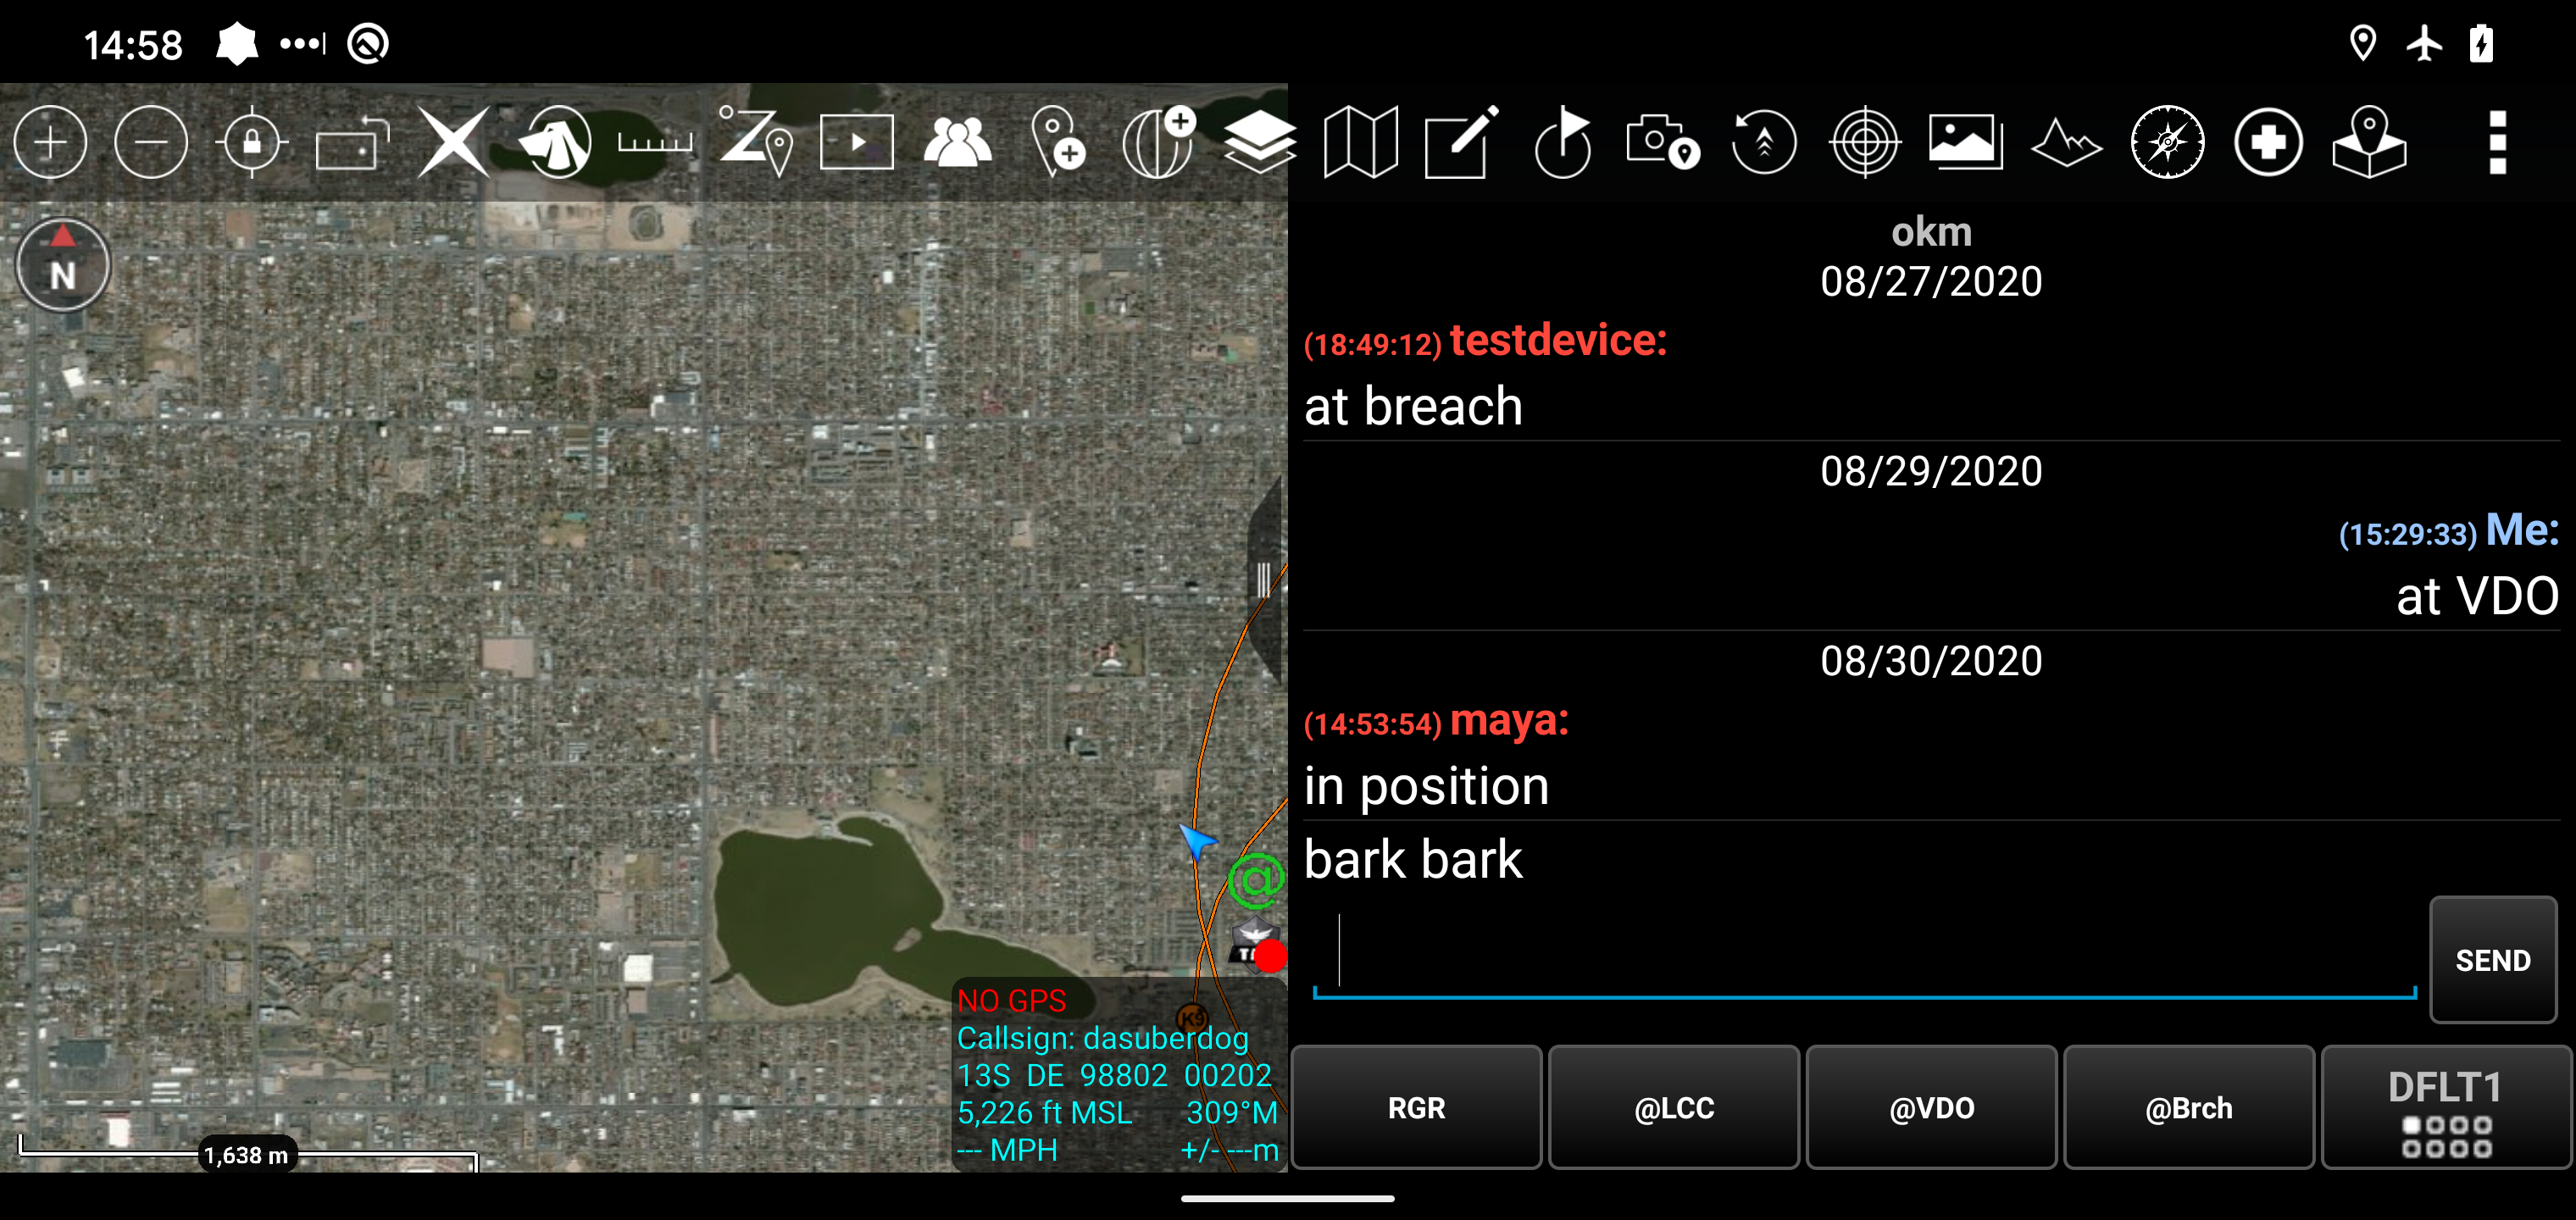 14:58
N
okm
08/27/2020
(18:49:12) testdevice:
at breach
08/29/2020
(15:29:33) Me:
at VDO
08/30/2020
(14:53:54) maya:
in position
bark bark
SEND
RGR
@LCC
@VDO
@Brch
DFLT1
@
K9
NO GPS
Callsign: dasuberdog
13S DE 98802 00202
5,226 ft MSL 309°M
--- MPH +/- ---m
1,638 m